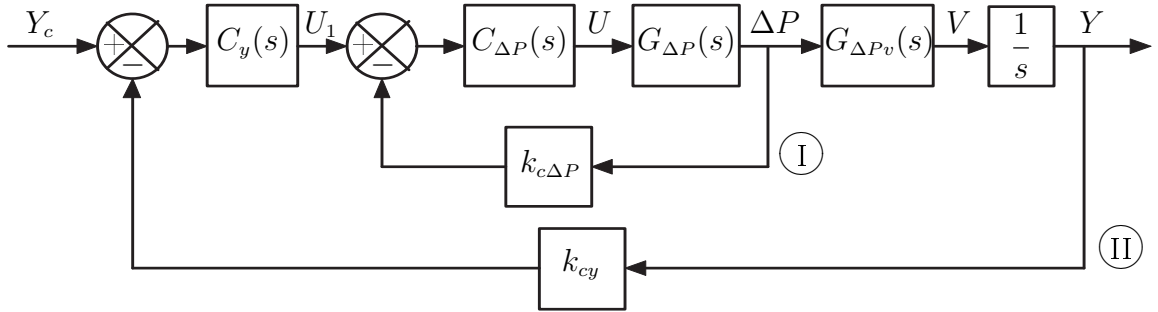 Y_c + − C_y(s) U_1 + − C_{ΔP}(s) U G_{ΔP}(s) ΔP G_{ΔPv}(s) V 1/s Y
k_{cΔP} I
k_{cy} II